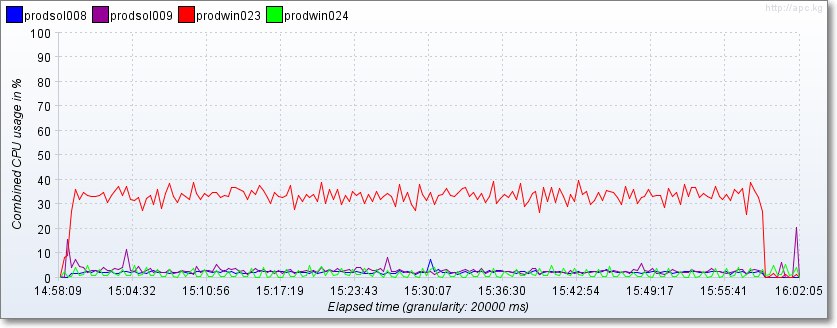 prodsol008 prodsol009 prodwin023 prodwin024
http://apc.kg
Combined CPU usage in %
100
90
80
70
60
50
40
30
20
10
0
14:58:09 15:04:32 15:10:56 15:17:19 15:23:43 15:30:07 15:36:30 15:42:54 15:49:17 15:55:41 16:02:05
Elapsed time (granularity: 20000 ms)